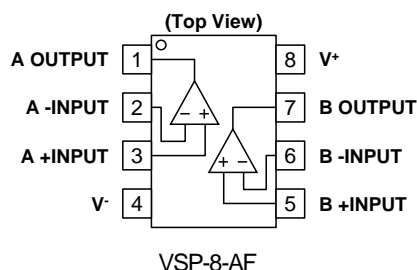 (Top View)
A OUTPUT 1 8 V+
A -INPUT 2 7 B OUTPUT
− + 
A +INPUT 3 + − 6 B -INPUT
V- 4 5 B +INPUT
VSP-8-AF